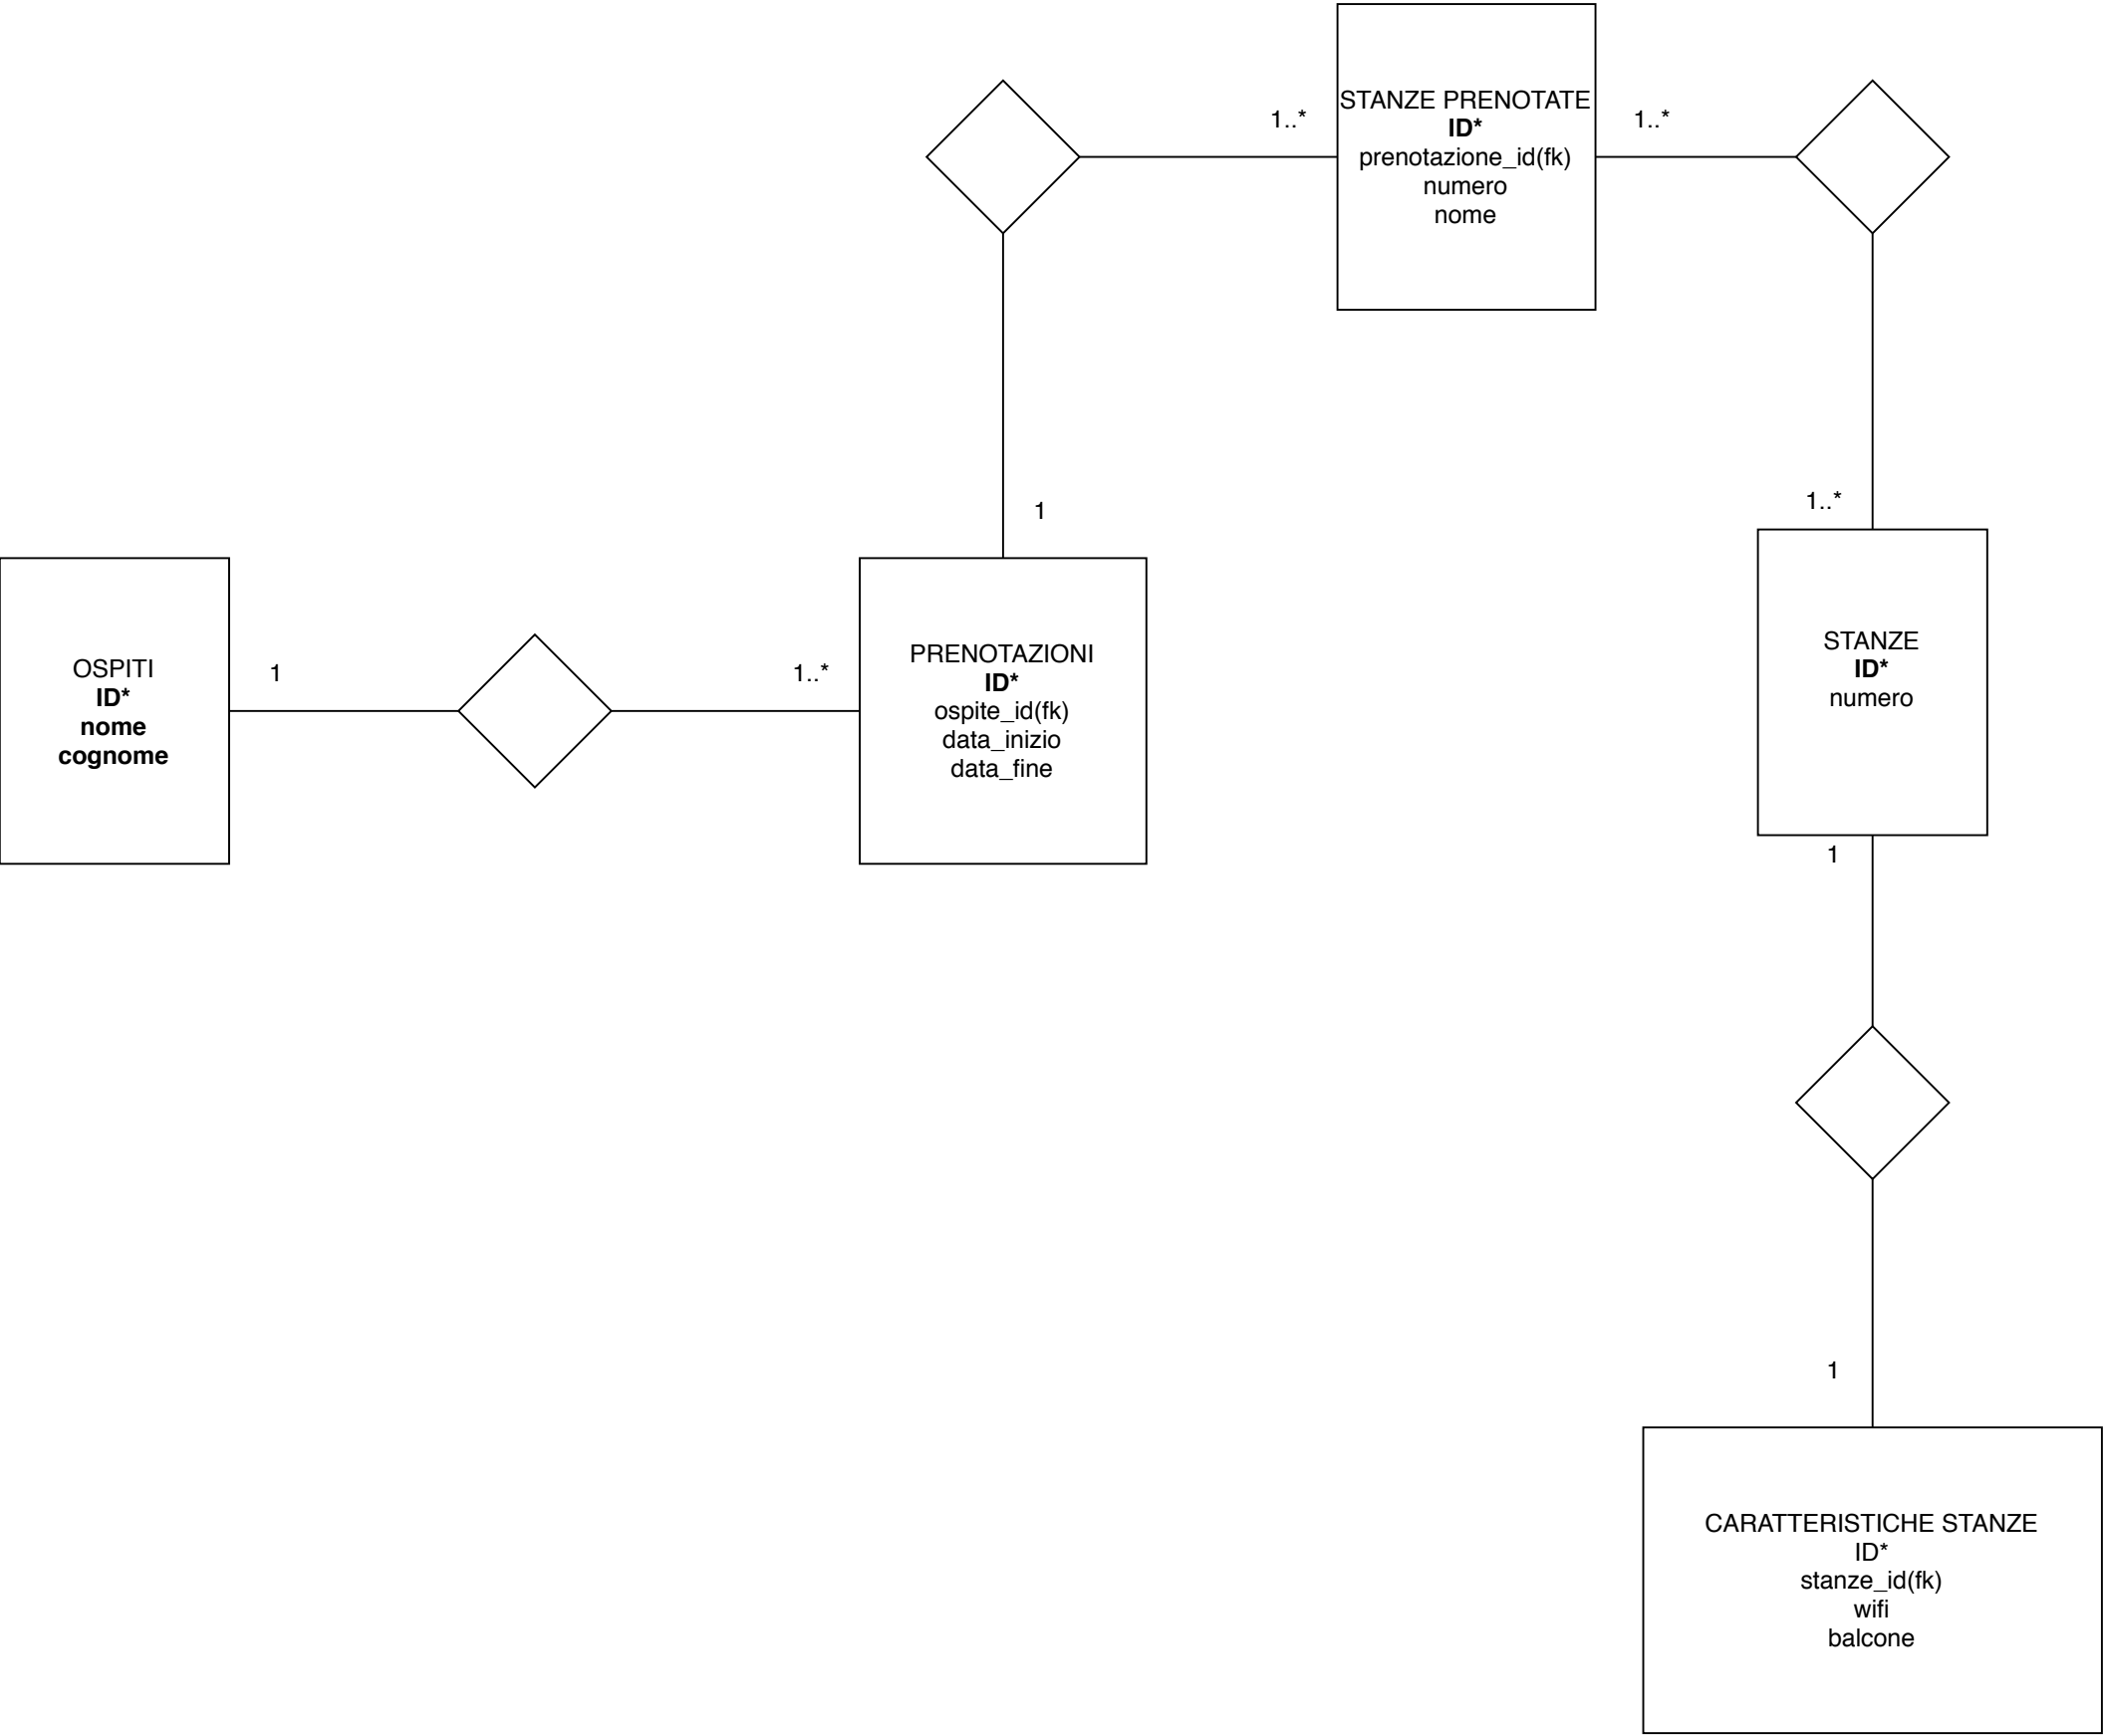 STANZE PRENOTATE
ID*
prenotazione_id(fk)
numero
nome
1..*
1..*
1
1..*
OSPITI
ID*
nome
cognome
1
1..*
PRENOTAZIONI
ID*
ospite_id(fk)
data_inizio
data_fine
STANZE
ID*
numero
1
1
CARATTERISTICHE STANZE
ID*
stanze_id(fk)
wifi
balcone